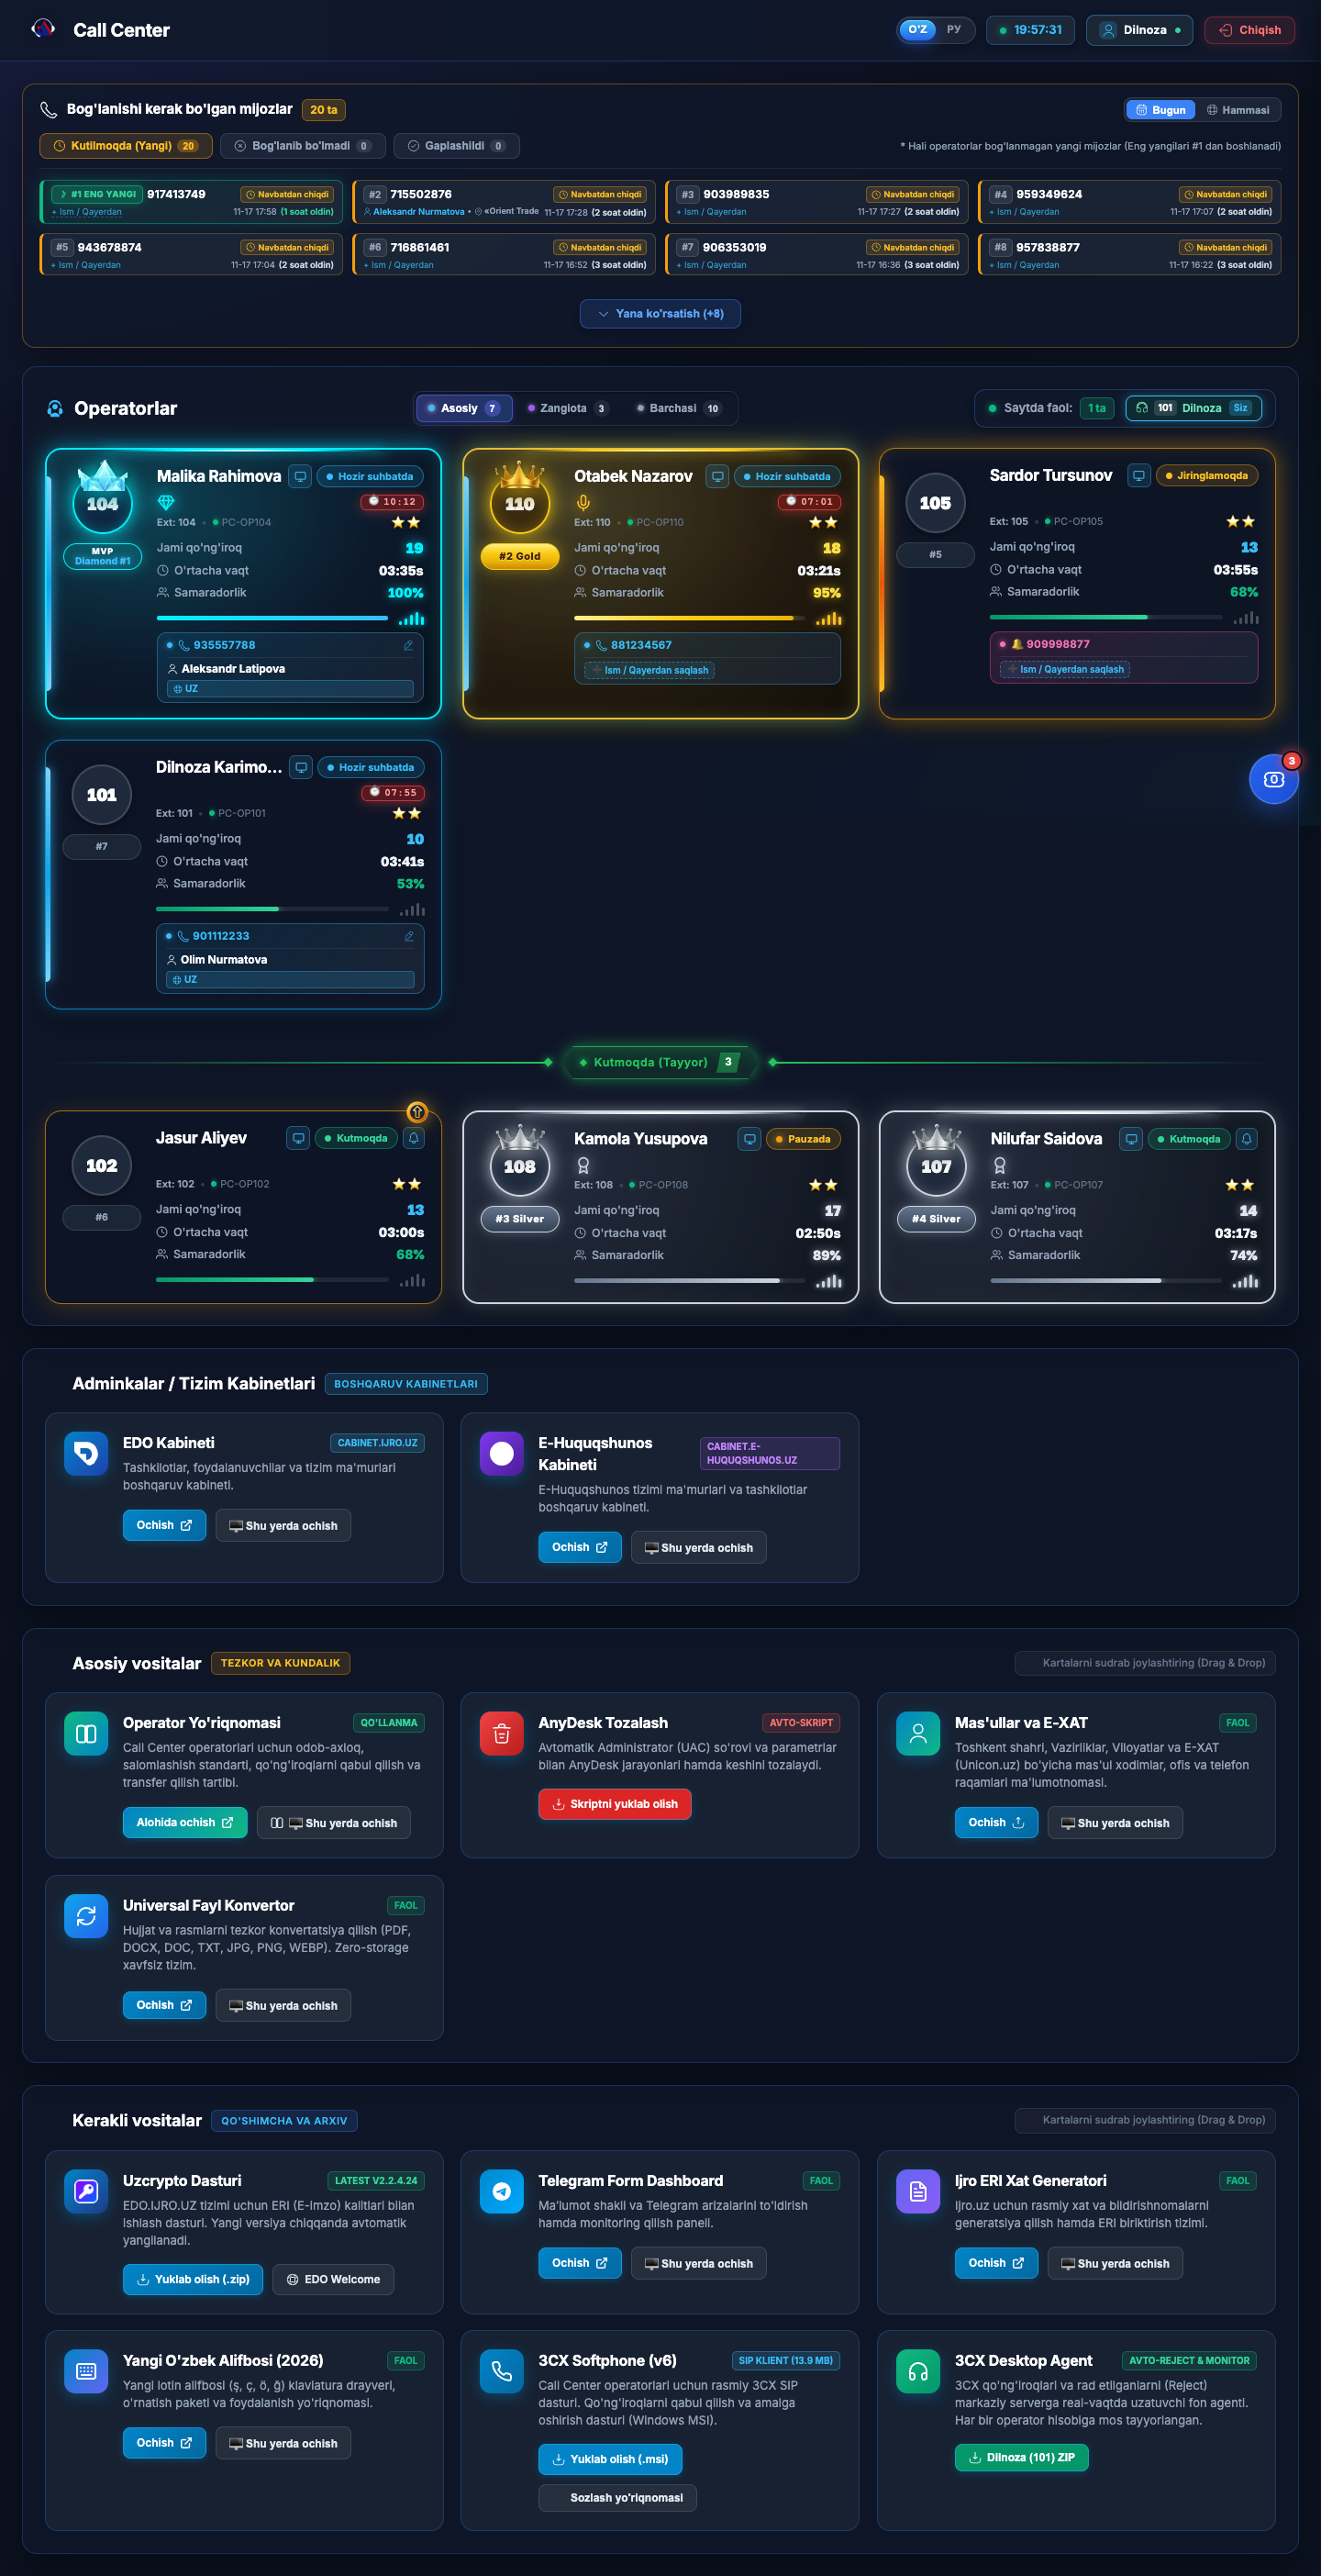 Call Center
O'Z
РУ
19:57:31
Dilnoza
Chiqish
Bog'lanishi kerak bo'lgan mijozlar
20 ta
Bugun
Hammasi
Kutilmoqda (Yangi) 20
Bog'lanib bo'lmadi 0
Gaplashildi 0
* Hali operatorlar bog'lanmagan yangi mijozlar (Eng yangilari #1 dan boshlanadi)
#1 ENG YANGI 917413749 Navbatdan chiqdi
+ Ism / Qayerdan 11-17 17:58 (1 soat oldin)
#2 715502876 Navbatdan chiqdi
Aleksandr Nurmatova • «Orient Trade 11-17 17:28 (2 soat oldin)
#3 903989835 Navbatdan chiqdi
+ Ism / Qayerdan 11-17 17:27 (2 soat oldin)
#4 959349624 Navbatdan chiqdi
+ Ism / Qayerdan 11-17 17:07 (2 soat oldin)
#5 943678874 Navbatdan chiqdi
+ Ism / Qayerdan 11-17 17:04 (2 soat oldin)
#6 716861461 Navbatdan chiqdi
+ Ism / Qayerdan 11-17 16:52 (3 soat oldin)
#7 906353019 Navbatdan chiqdi
+ Ism / Qayerdan 11-17 16:36 (3 soat oldin)
#8 957838877 Navbatdan chiqdi
+ Ism / Qayerdan 11-17 16:22 (3 soat oldin)
Yana ko'rsatish (+8)
Operatorlar
Asosiy 7
Zangiota 3
Barchasi 10
Saytda faol: 1 ta
101 Dilnoza Siz
104
MVP
Diamond #1
Malika Rahimova
Hozir suhbatda
10:12
Ext: 104 • PC-OP104
Jami qo'ng'iroq 19
O'rtacha vaqt 03:35s
Samaradorlik 100%
935557788
Aleksandr Latipova
UZ
110
#2 Gold
Otabek Nazarov
Hozir suhbatda
07:01
Ext: 110 • PC-OP110
Jami qo'ng'iroq 18
O'rtacha vaqt 03:21s
Samaradorlik 95%
881234567
Ism / Qayerdan saqlash
105
#5
Sardor Tursunov
Jiringlamoqda
Ext: 105 • PC-OP105
Jami qo'ng'iroq 13
O'rtacha vaqt 03:55s
Samaradorlik 68%
909998877
Ism / Qayerdan saqlash
101
#7
Dilnoza Karimo...
Hozir suhbatda
07:55
Ext: 101 • PC-OP101
Jami qo'ng'iroq 10
O'rtacha vaqt 03:41s
Samaradorlik 53%
901112233
Olim Nurmatova
UZ
3
Kutmoqda (Tayyor) 3
102
#6
Jasur Aliyev
Kutmoqda
Ext: 102 • PC-OP102
Jami qo'ng'iroq 13
O'rtacha vaqt 03:00s
Samaradorlik 68%
108
#3 Silver
Kamola Yusupova
Pauzada
Ext: 108 • PC-OP108
Jami qo'ng'iroq 17
O'rtacha vaqt 02:50s
Samaradorlik 89%
107
#4 Silver
Nilufar Saidova
Kutmoqda
Ext: 107 • PC-OP107
Jami qo'ng'iroq 14
O'rtacha vaqt 03:17s
Samaradorlik 74%
Adminkalar / Tizim Kabinetlari
BOSHQARUV KABINETLARI
EDO Kabineti
CABINET.IJRO.UZ
Tashkilotlar, foydalanuvchilar va tizim ma'murlari
boshqaruv kabineti.
Ochish
Shu yerda ochish
E-Huquqshunos
Kabineti
CABINET.E-
HUQUQSHUNOS.UZ
E-Huquqshunos tizimi ma'murlari va tashkilotlar
boshqaruv kabineti.
Ochish
Shu yerda ochish
Asosiy vositalar
TEZKOR VA KUNDALIK
Kartalarni sudrab joylashtiring (Drag & Drop)
Operator Yo'riqnomasi
QO'LLANMA
Call Center operatorlari uchun odob-axloq,
salomlashish standarti, qo'ng'iroqlarni qabul qilish va
transfer qilish tartibi.
Alohida ochish
Shu yerda ochish
AnyDesk Tozalash
AVTO-SKRIPT
Avtomatik Administrator (UAC) so'rovi va parametrlar
bilan AnyDesk jarayonlari hamda keshini tozalaydi.
Skriptni yuklab olish
Mas'ullar va E-XAT
FAOL
Toshkent shahri, Vazirliklar, Viloyatlar va E-XAT
(Unicon.uz) bo'yicha mas'ul xodimlar, ofis va telefon
raqamlari ma'lumotnomasi.
Ochish
Shu yerda ochish
Universal Fayl Konvertor
FAOL
Hujjat va rasmlarni tezkor konvertatsiya qilish (PDF,
DOCX, DOC, TXT, JPG, PNG, WEBP). Zero-storage
xavfsiz tizim.
Ochish
Shu yerda ochish
Kerakli vositalar
QO'SHIMCHA VA ARXIV
Kartalarni sudrab joylashtiring (Drag & Drop)
Uzcrypto Dasturi
LATEST V2.2.4.24
EDO.IJRO.UZ tizimi uchun ERI (E-imzo) kalitlari bilan
ishlash dasturi. Yangi versiya chiqqanda avtomatik
yangilanadi.
Yuklab olish (.zip)
EDO Welcome
Telegram Form Dashboard
FAOL
Ma'lumot shakli va Telegram arizalarini to'ldirish
hamda monitoring qilish paneli.
Ochish
Shu yerda ochish
Ijro ERI Xat Generatori
FAOL
Ijro.uz uchun rasmiy xat va bildirishnomalarni
generatsiya qilish hamda ERI biriktirish tizimi.
Ochish
Shu yerda ochish
Yangi O'zbek Alifbosi (2026)
FAOL
Yangi lotin alifbosi (ş, ç, ö, ğ) klaviatura drayveri,
o'rnatish paketi va foydalanish yo'riqnomasi.
Ochish
Shu yerda ochish
3CX Softphone (v6)
SIP KLIENT (13.9 MB)
Call Center operatorlari uchun rasmiy 3CX SIP
dasturi. Qo'ng'iroqlarni qabul qilish va amalga
oshirish dasturi (Windows MSI).
Yuklab olish (.msi)
Sozlash yo'riqnomasi
3CX Desktop Agent
AVTO-REJECT & MONITOR
3CX qo'ng'iroqlari va rad etilganlarni (Reject)
markaziy serverga real-vaqtda uzatuvchi fon agenti.
Har bir operator hisobiga mos tayyorlangan.
Dilnoza (101) ZIP